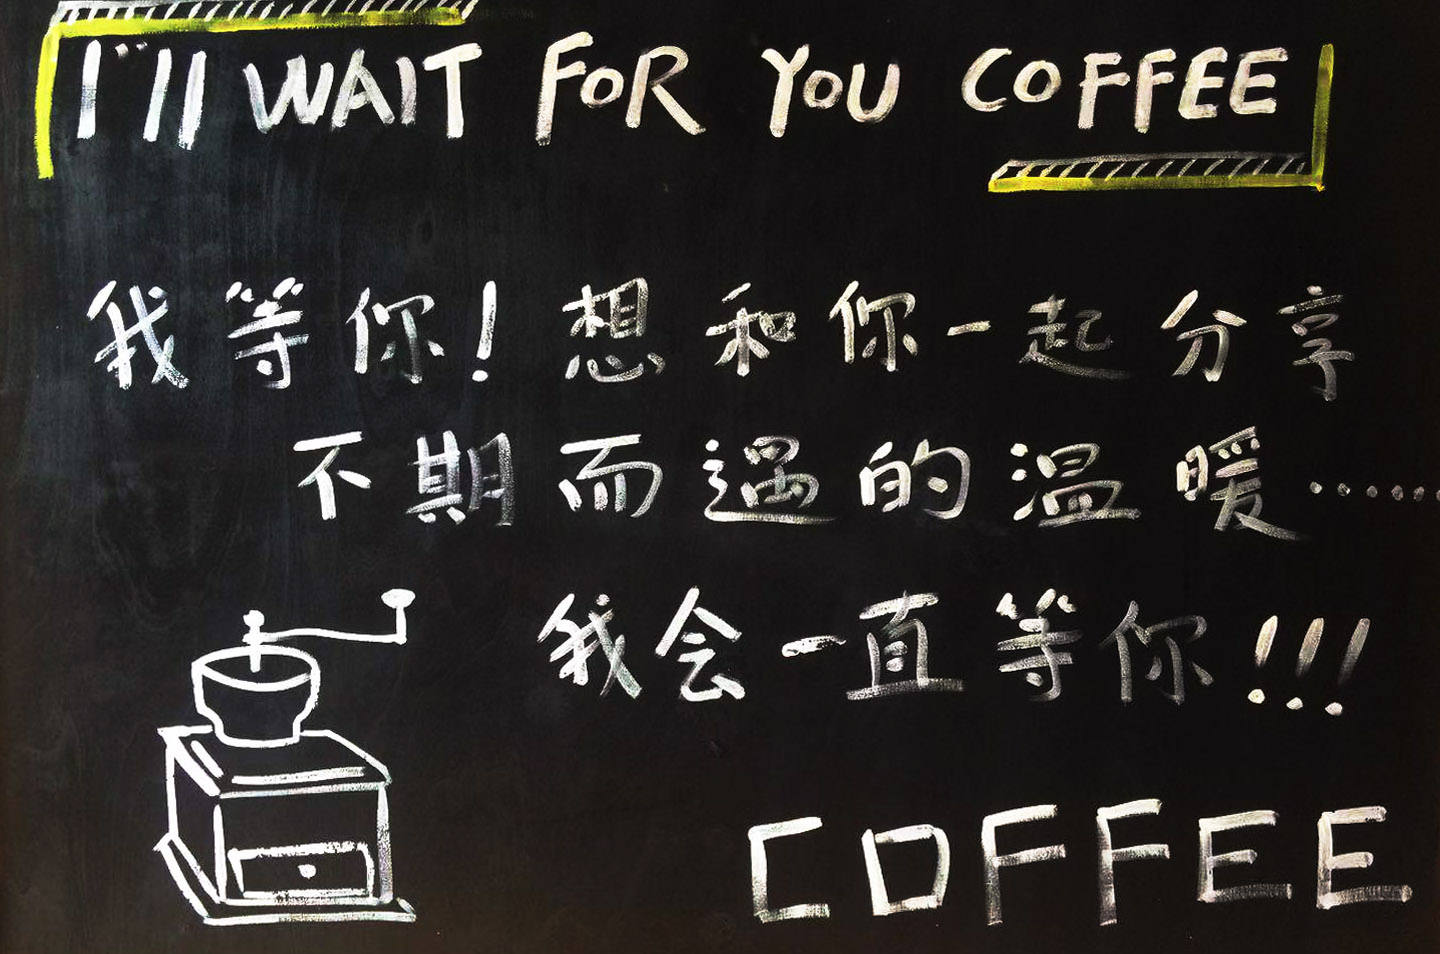 I'll WAIT FOR YOU COFFEE
我等你！想和你一起分享
不期而遇的温暖……
我会一直等你!!!
COFFEE